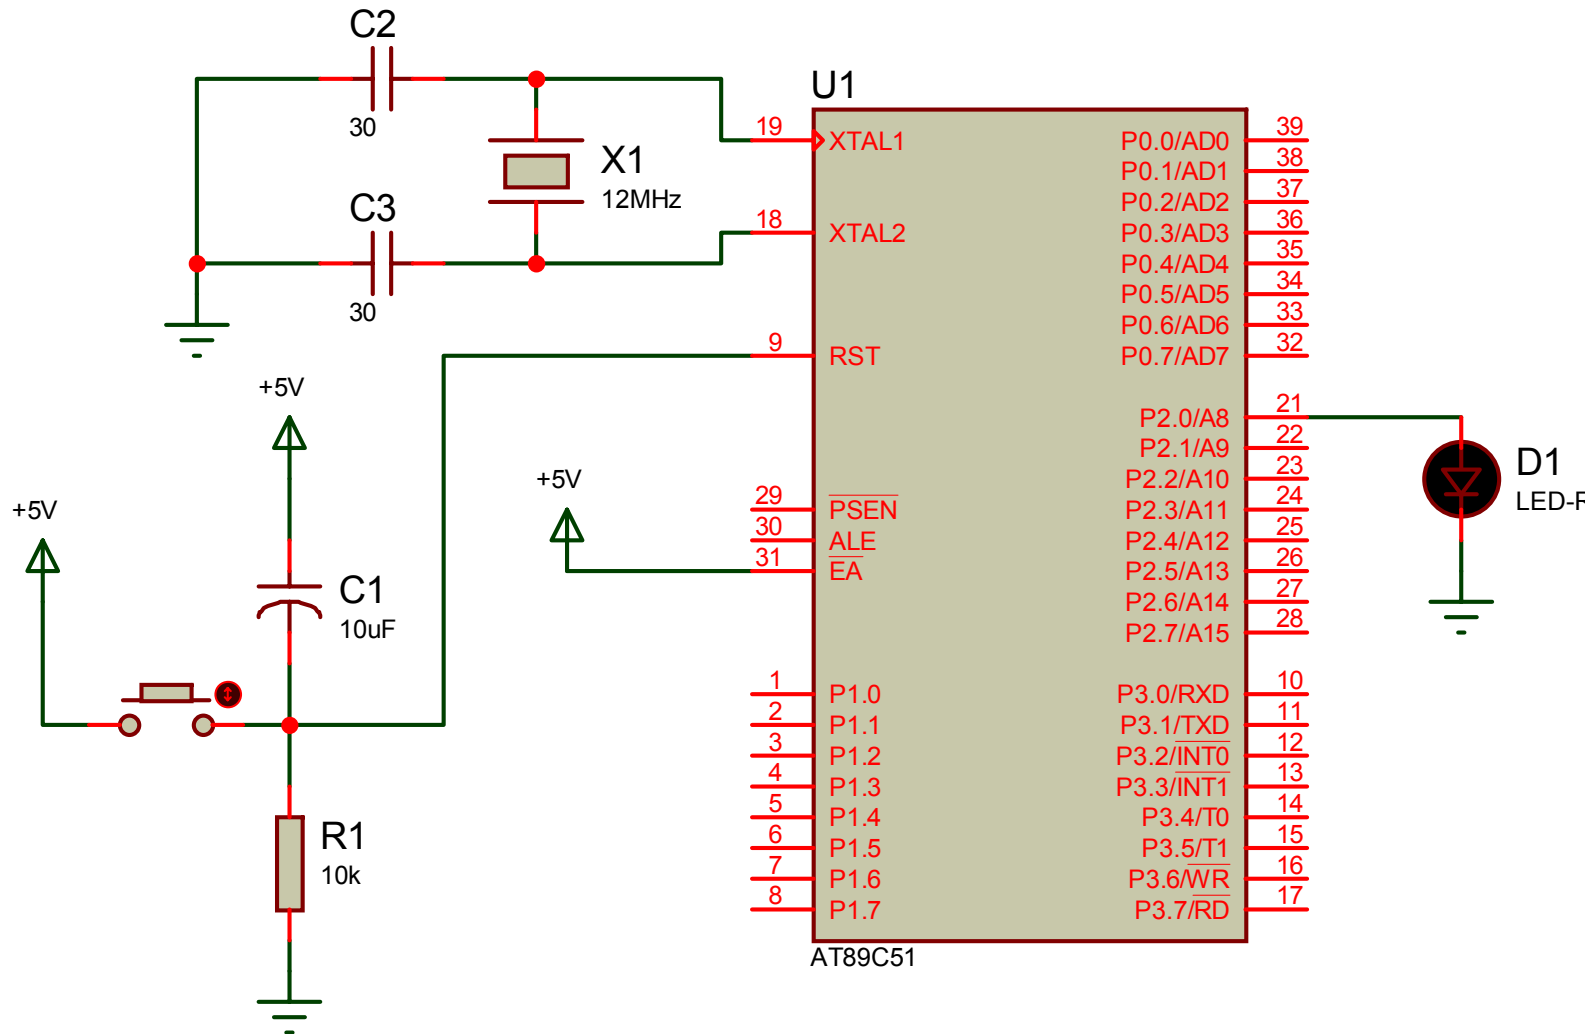 C2
30
X1
12MHz
C3
30
+5V
+5V
+5V
C1
10uF
R1
10k
U1
19 XTAL1
18 XTAL2
9 RST
29 PSEN
30 ALE
31 EA
1 P1.0
2 P1.1
3 P1.2
4 P1.3
5 P1.4
6 P1.5
7 P1.6
8 P1.7
P0.0/AD0 39
P0.1/AD1 38
P0.2/AD2 37
P0.3/AD3 36
P0.4/AD4 35
P0.5/AD5 34
P0.6/AD6 33
P0.7/AD7 32
P2.0/A8 21
P2.1/A9 22
P2.2/A10 23
P2.3/A11 24
P2.4/A12 25
P2.5/A13 26
P2.6/A14 27
P2.7/A15 28
P3.0/RXD 10
P3.1/TXD 11
P3.2/INT0 12
P3.3/INT1 13
P3.4/T0 14
P3.5/T1 15
P3.6/WR 16
P3.7/RD 17
AT89C51
D1
LED-R